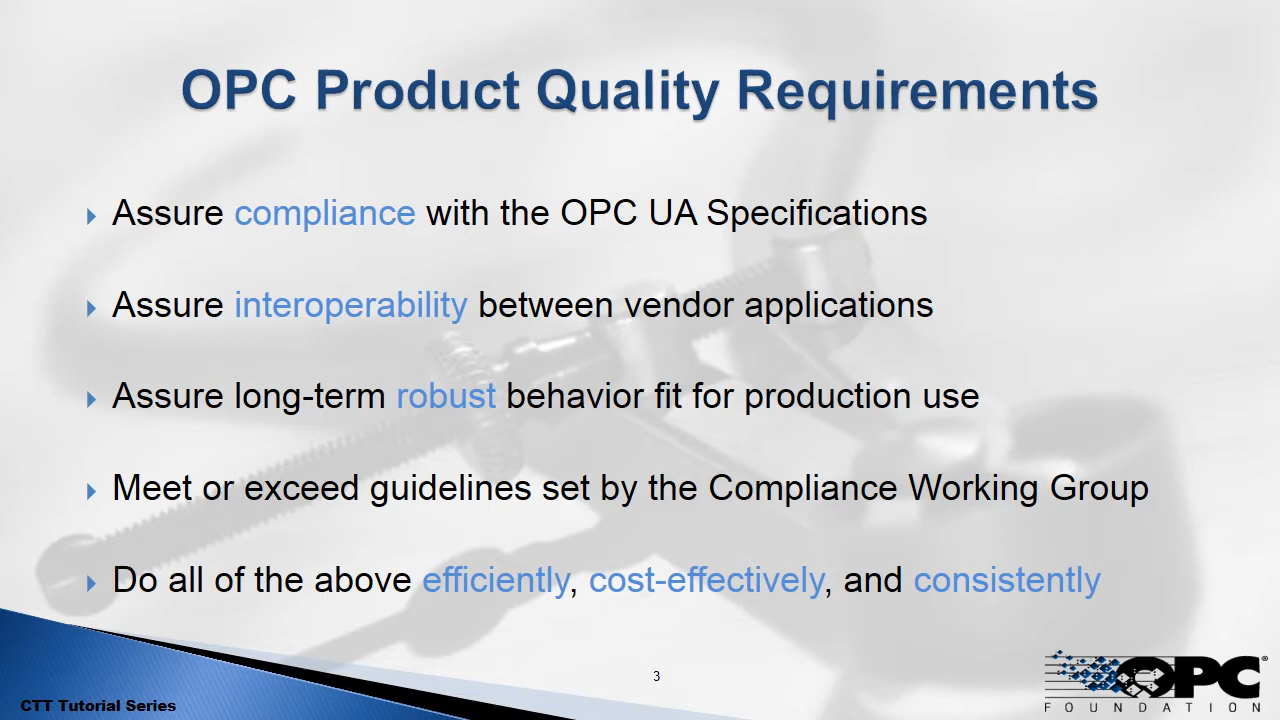 OPC Product Quality Requirements
Assure compliance with the OPC UA Specifications
Assure interoperability between vendor applications
Assure long-term robust behavior fit for production use
Meet or exceed guidelines set by the Compliance Working Group
Do all of the above efficiently, cost-effectively, and consistently
3
CTT Tutorial Series
OPC®
FOUNDATION